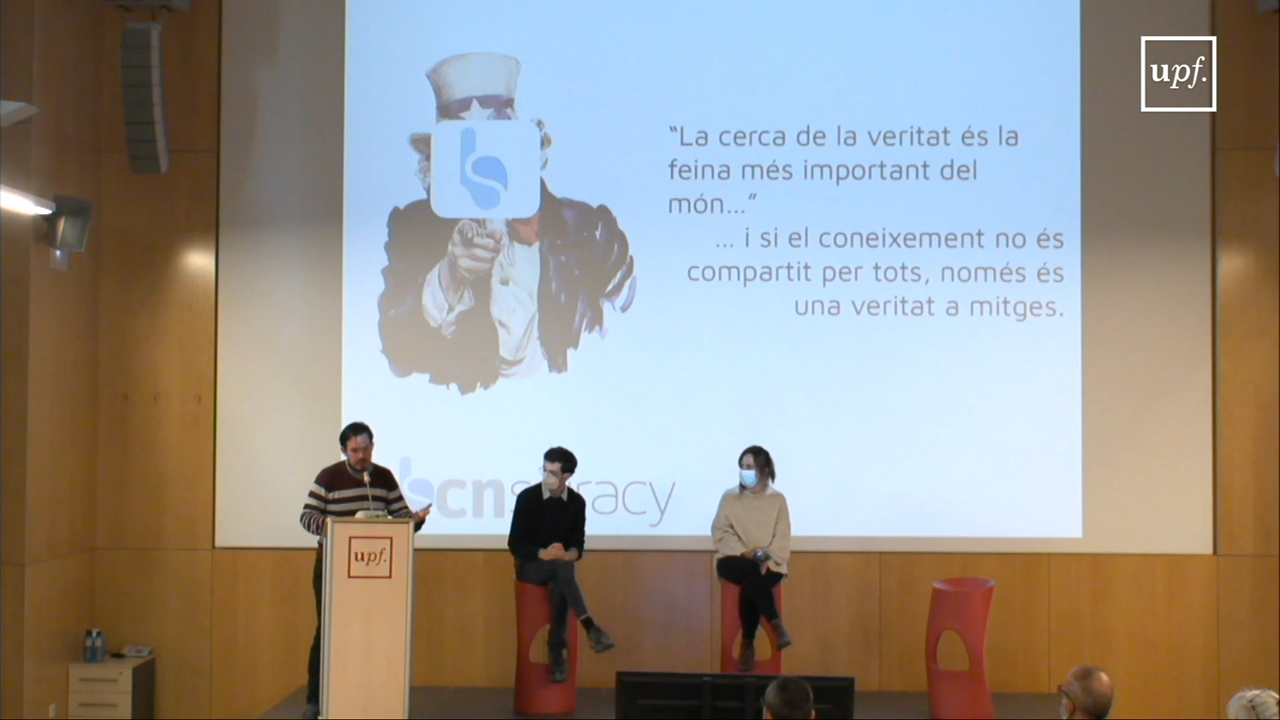 upf.
“La cerca de la veritat és la
feina més important del
món...”
... i si el coneixement no és
compartit per tots, només és
una veritat a mitges.
upf.